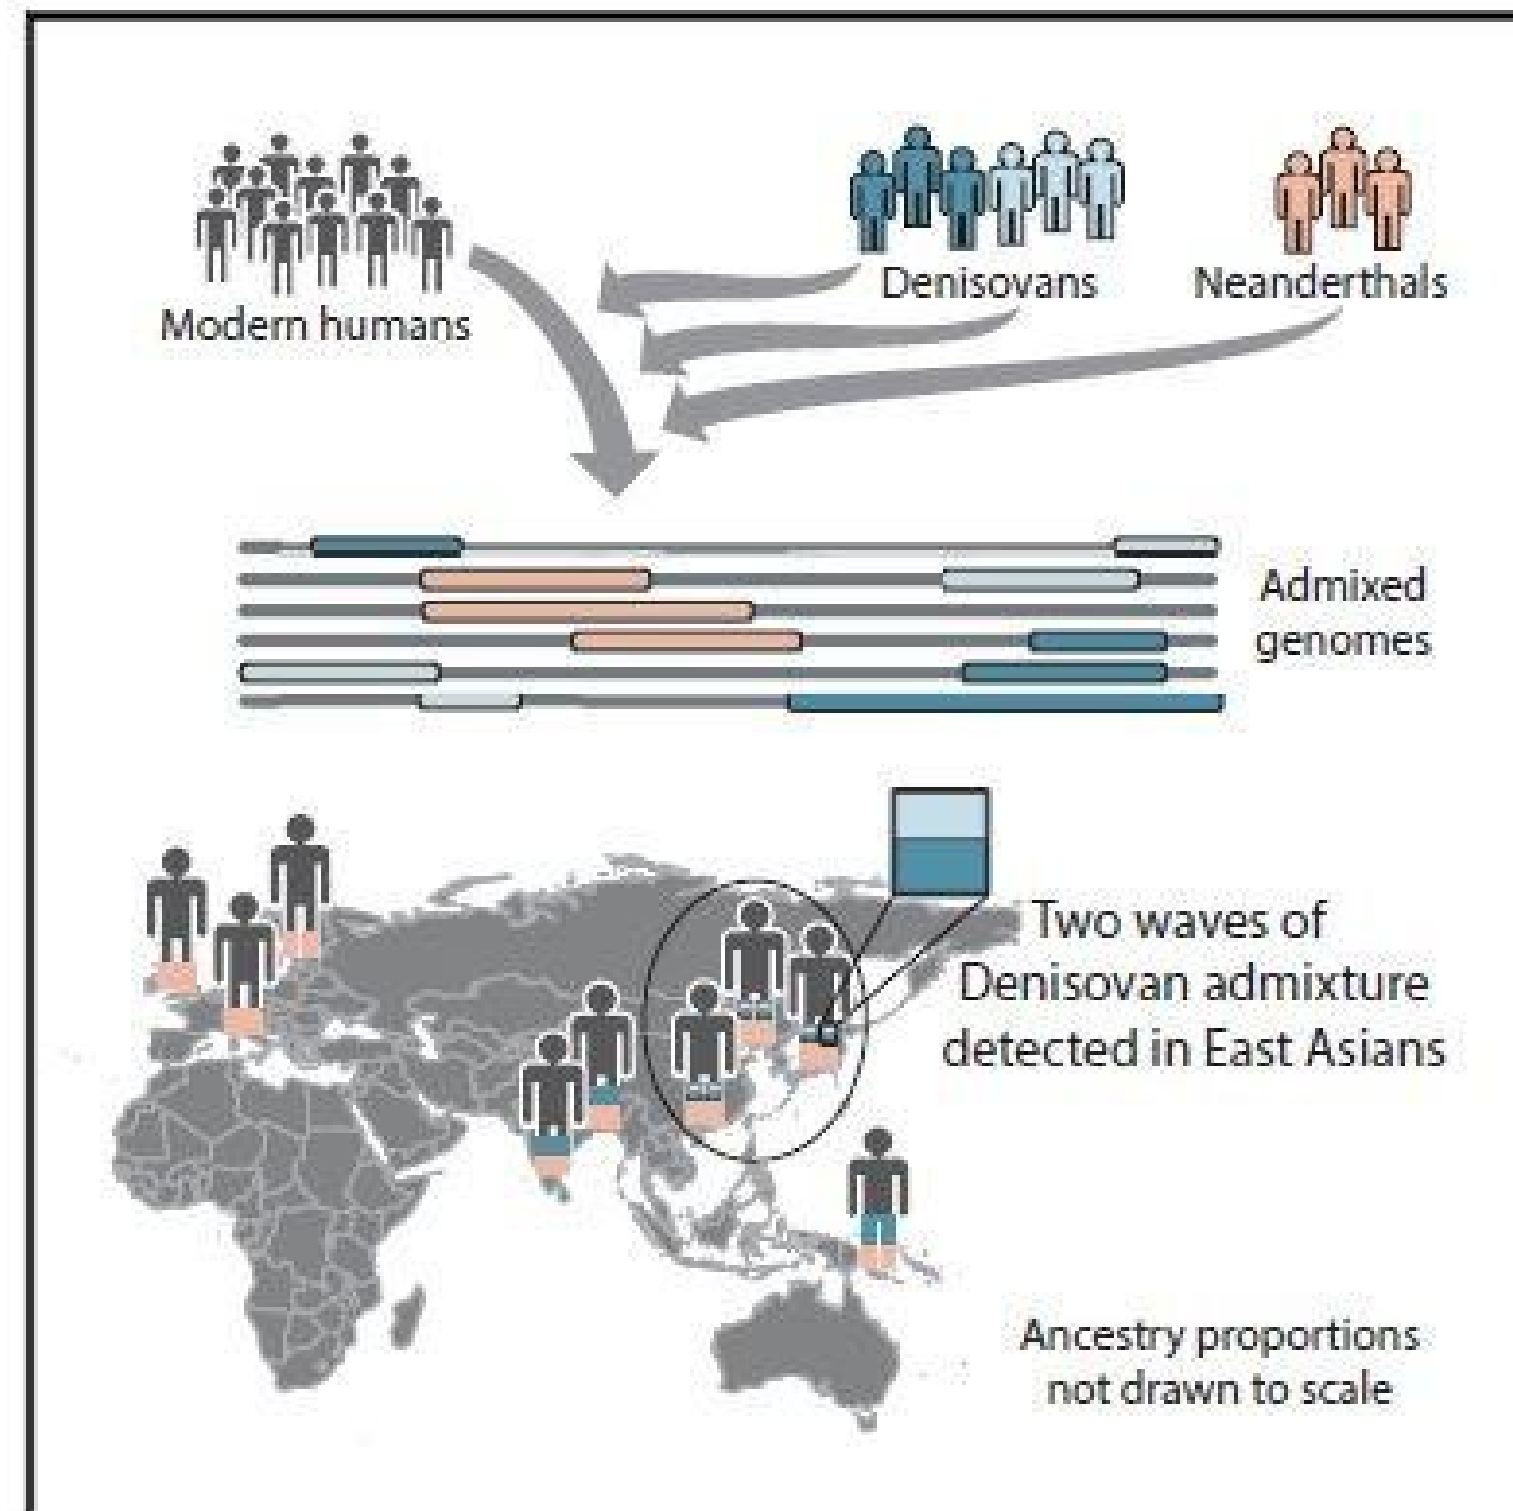 Modern humans
Denisovans
Neanderthals
Admixed
genomes
Two waves of
Denisovan admixture
detected in East Asians
Ancestry proportions
not drawn to scale